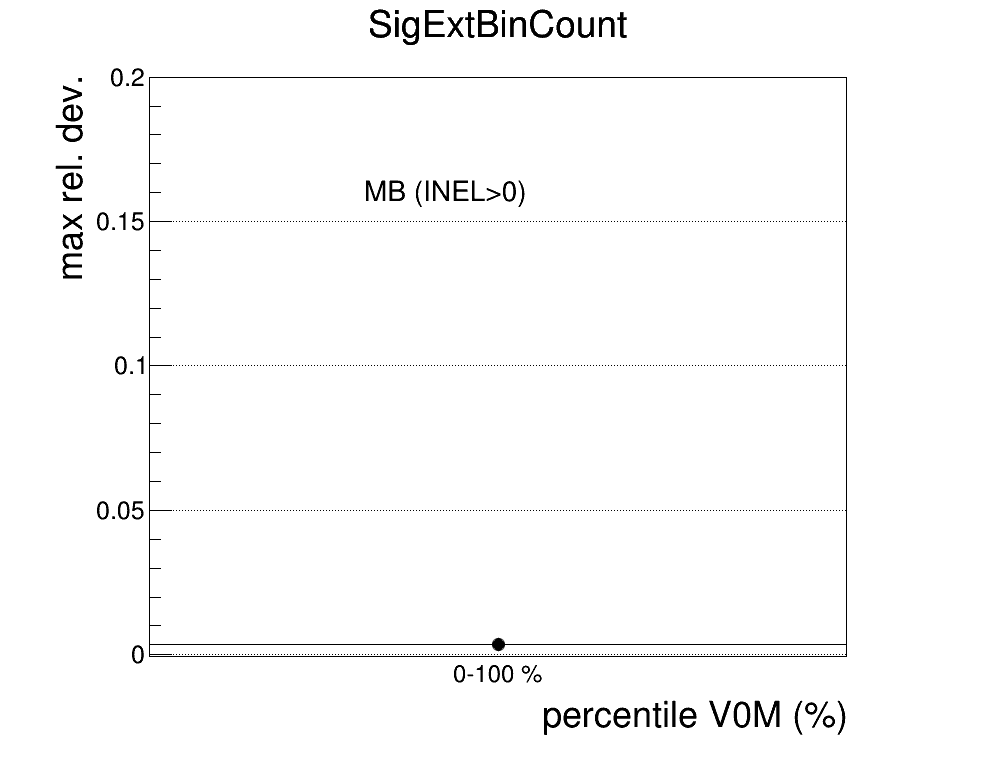 SigExtBinCount
max rel. dev.
0.2
MB (INEL>0)
0.15
0.1
0.05
0
0-100 %
percentile V0M (%)